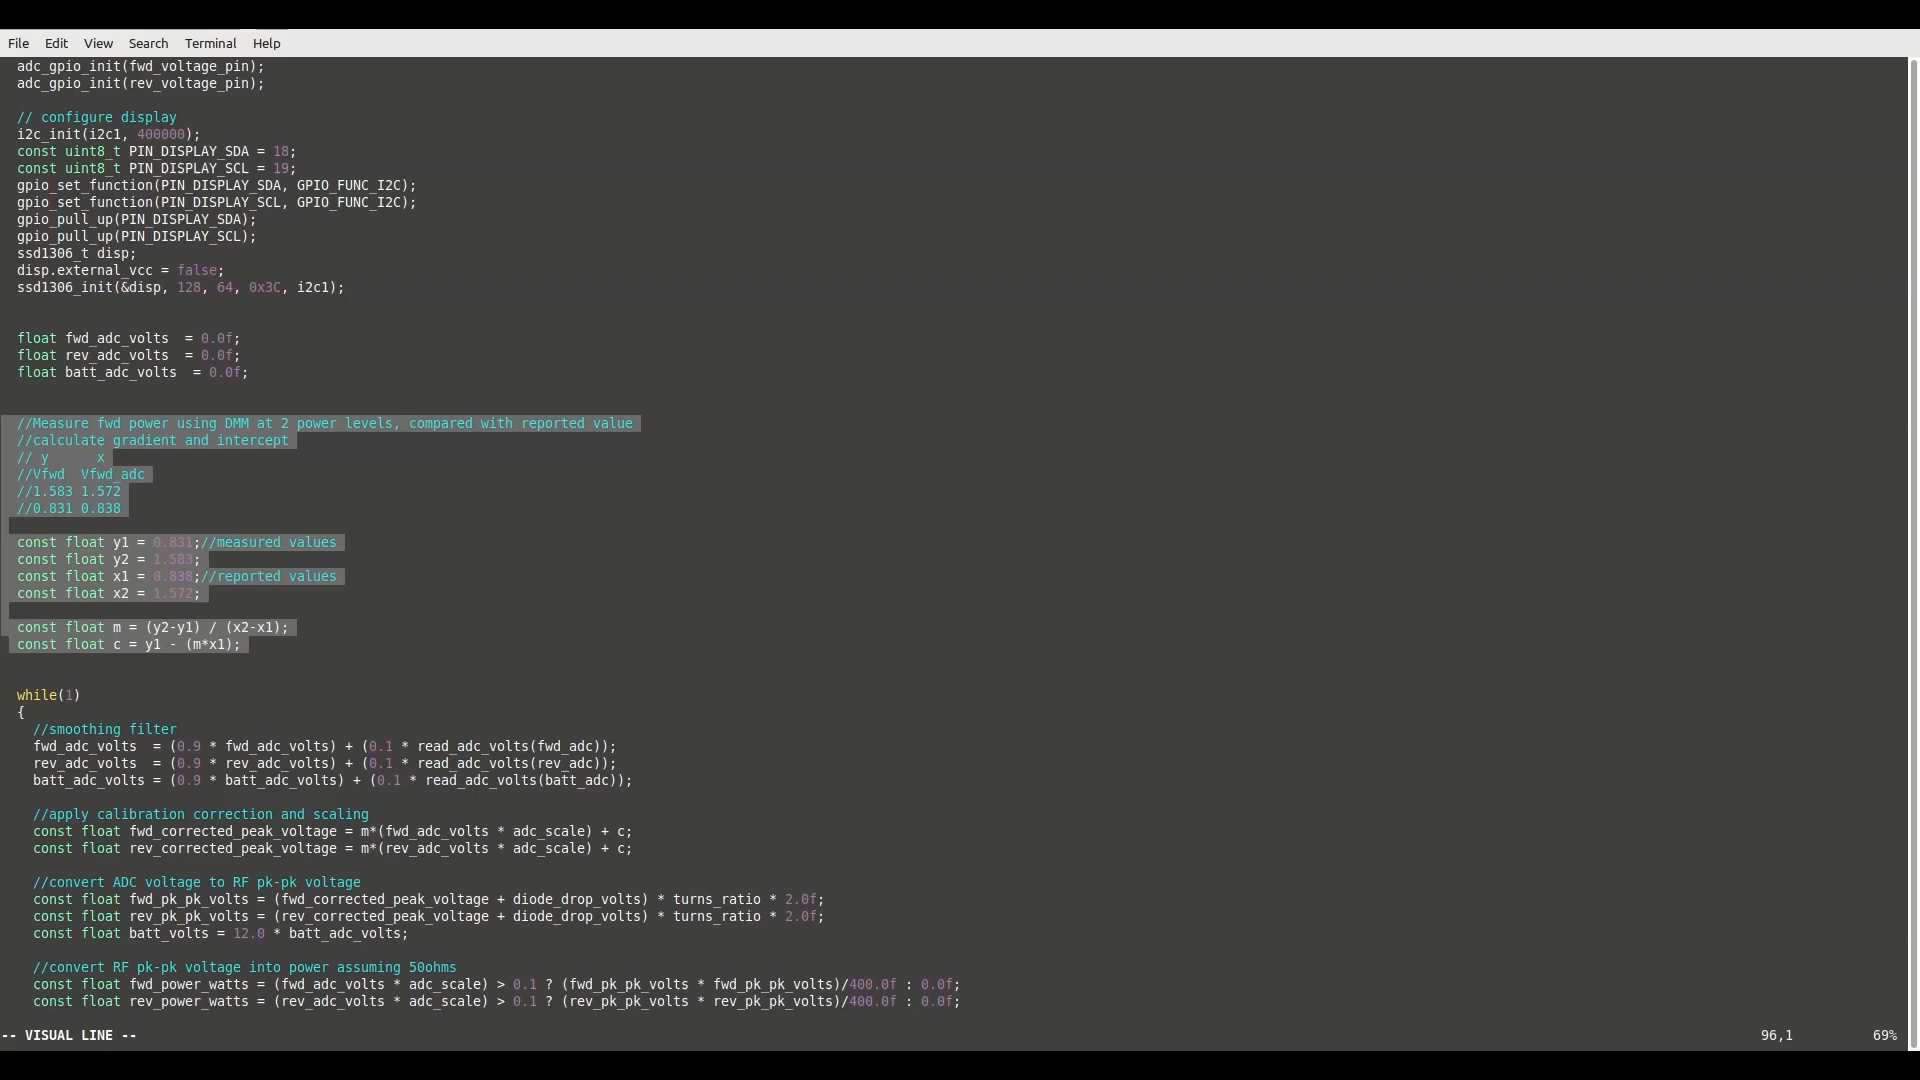 File Edit View Search Terminal Help
adc_gpio_init(fwd_voltage_pin);
adc_gpio_init(rev_voltage_pin);
// configure display
i2c_init(i2c1, 400000);
const uint8_t PIN_DISPLAY_SDA = 18;
const uint8_t PIN_DISPLAY_SCL = 19;
gpio_set_function(PIN_DISPLAY_SDA, GPIO_FUNC_I2C);
gpio_set_function(PIN_DISPLAY_SCL, GPIO_FUNC_I2C);
gpio_pull_up(PIN_DISPLAY_SDA);
gpio_pull_up(PIN_DISPLAY_SCL);
ssd1306_t disp;
disp.external_vcc = false;
ssd1306_init(&disp, 128, 64, 0x3C, i2c1);
float fwd_adc_volts  = 0.0f;
float rev_adc_volts  = 0.0f;
float batt_adc_volts  = 0.0f;
//Measure fwd power using DMM at 2 power levels, compared with reported value
//calculate gradient and intercept
// y      x
//Vfwd  Vfwd_adc
//1.583 1.572
//0.831 0.838
const float y1 = 0.831;//measured values
const float y2 = 1.583;
const float x1 = 0.838;//reported values
const float x2 = 1.572;
const float m = (y2-y1) / (x2-x1);
const float c = y1 - (m*x1);
while(1)
{
//smoothing filter
fwd_adc_volts  = (0.9 * fwd_adc_volts) + (0.1 * read_adc_volts(fwd_adc));
rev_adc_volts  = (0.9 * rev_adc_volts) + (0.1 * read_adc_volts(rev_adc));
batt_adc_volts = (0.9 * batt_adc_volts) + (0.1 * read_adc_volts(batt_adc));
//apply calibration correction and scaling
const float fwd_corrected_peak_voltage = m*(fwd_adc_volts * adc_scale) + c;
const float rev_corrected_peak_voltage = m*(rev_adc_volts * adc_scale) + c;
//convert ADC voltage to RF pk-pk voltage
const float fwd_pk_pk_volts = (fwd_corrected_peak_voltage + diode_drop_volts) * turns_ratio * 2.0f;
const float rev_pk_pk_volts = (rev_corrected_peak_voltage + diode_drop_volts) * turns_ratio * 2.0f;
const float batt_volts = 12.0 * batt_adc_volts;
//convert RF pk-pk voltage into power assuming 50ohms
const float fwd_power_watts = (fwd_adc_volts * adc_scale) > 0.1 ? (fwd_pk_pk_volts * fwd_pk_pk_volts)/400.0f : 0.0f;
const float rev_power_watts = (rev_adc_volts * adc_scale) > 0.1 ? (rev_pk_pk_volts * rev_pk_pk_volts)/400.0f : 0.0f;
-- VISUAL LINE -- 96,1 69%